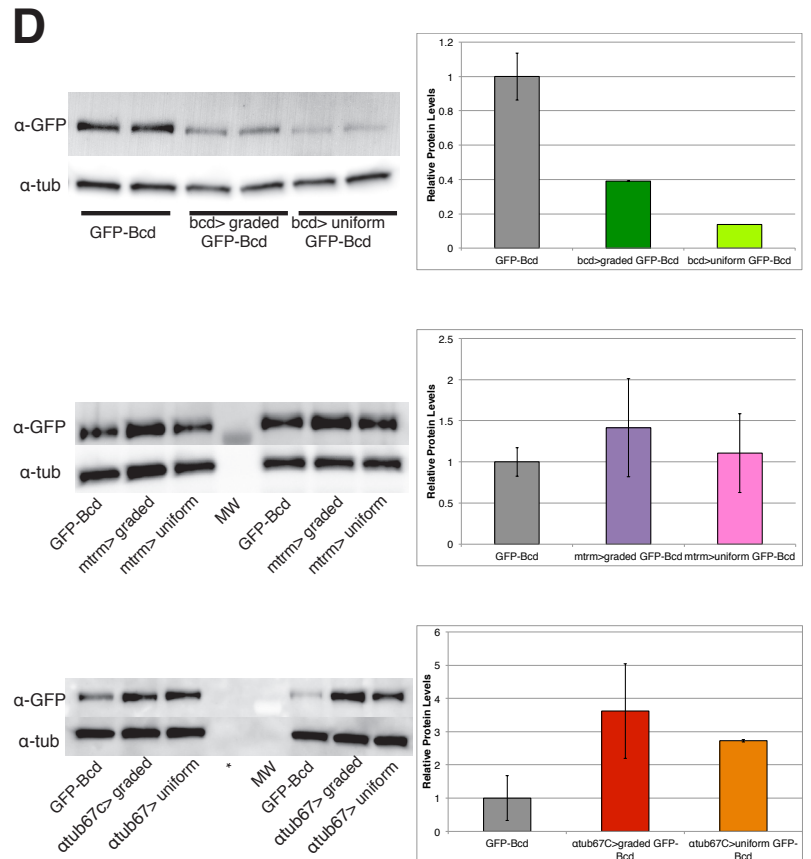 D
α-GFP
α-tub
GFP-Bcd
bcd> graded
GFP-Bcd
bcd> uniform
GFP-Bcd
Relative Protein Levels
1.2
1
0.8
0.6
0.4
0.2
0
GFP-Bcd
bcd>graded GFP-Bcd
bcd>uniform GFP-Bcd
α-GFP
α-tub
GFP-Bcd
mtrm> graded
mtrm> uniform
MW
GFP-Bcd
mtrm> graded
mtrm> uniform
Relative Protein Levels
2.5
2
1.5
1
0.5
0
GFP-Bcd
mtrm>graded GFP-Bcd
mtrm>uniform GFP-Bcd
α-GFP
α-tub
GFP-Bcd
αtub67c> graded
αtub67> uniform
*
MW
GFP-Bcd
αtub67> graded
αtub67> uniform
Relative Protein Levels
6
5
4
3
2
1
0
GFP-Bcd
αtub67C>graded GFP-
Bcd
αtub67C>uniform GFP-
Bcd